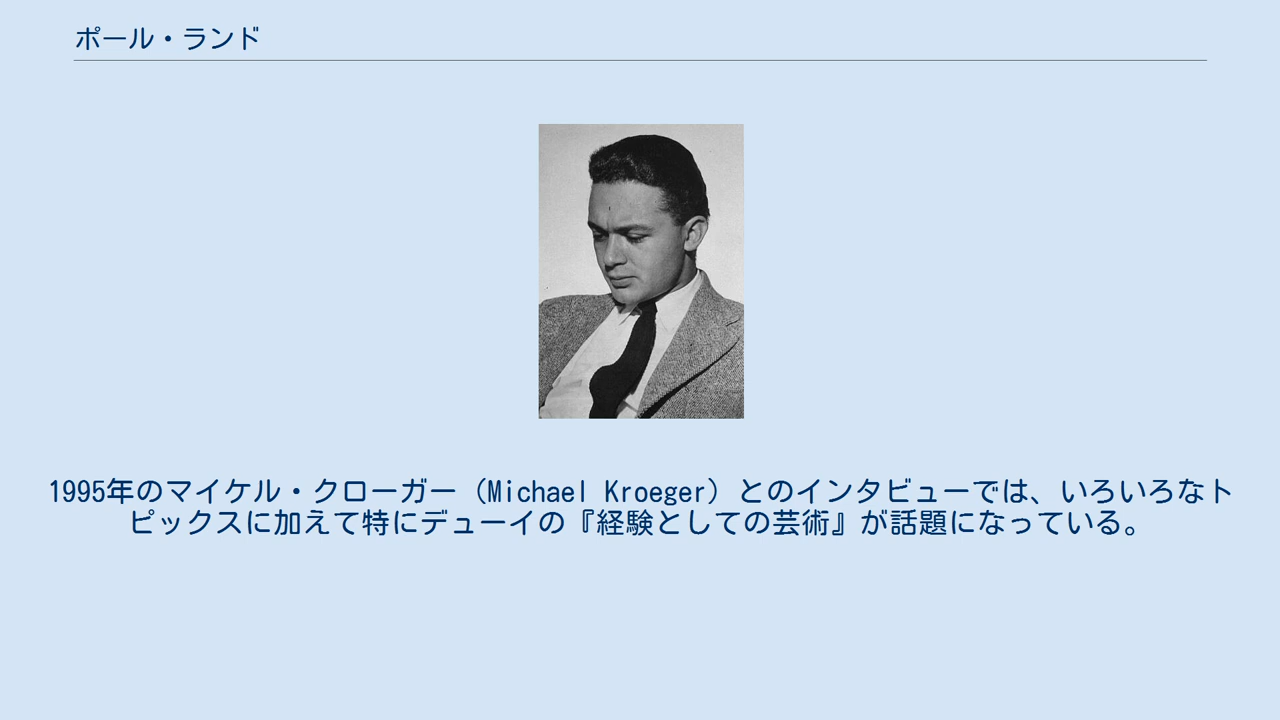 ポール・ランド
1995年のマイケル・クローガー（Michael Kroeger）とのインタビューでは、いろいろなト
ピックスに加えて特にデューイの『経験としての芸術』が話題になっている。